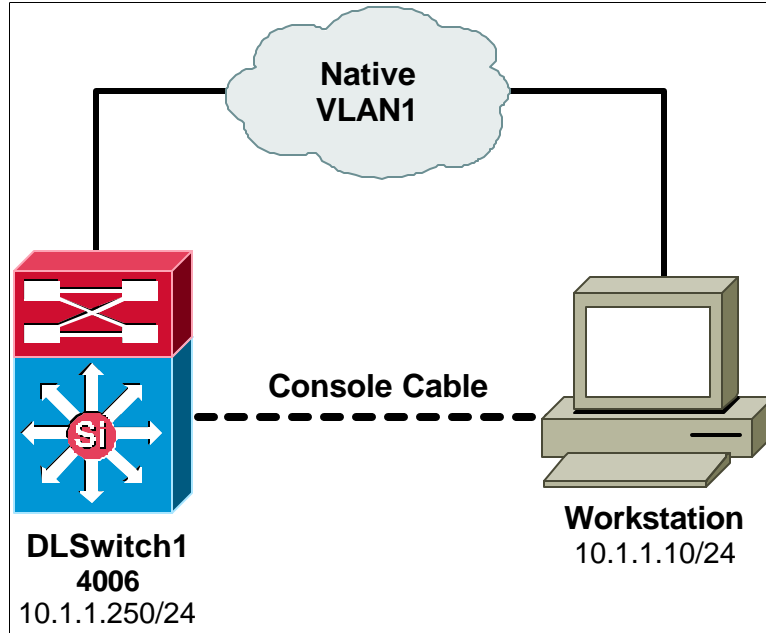 Native
VLAN1
Console Cable
Si
DLSwitch1
4006
10.1.1.250/24
Workstation
10.1.1.10/24